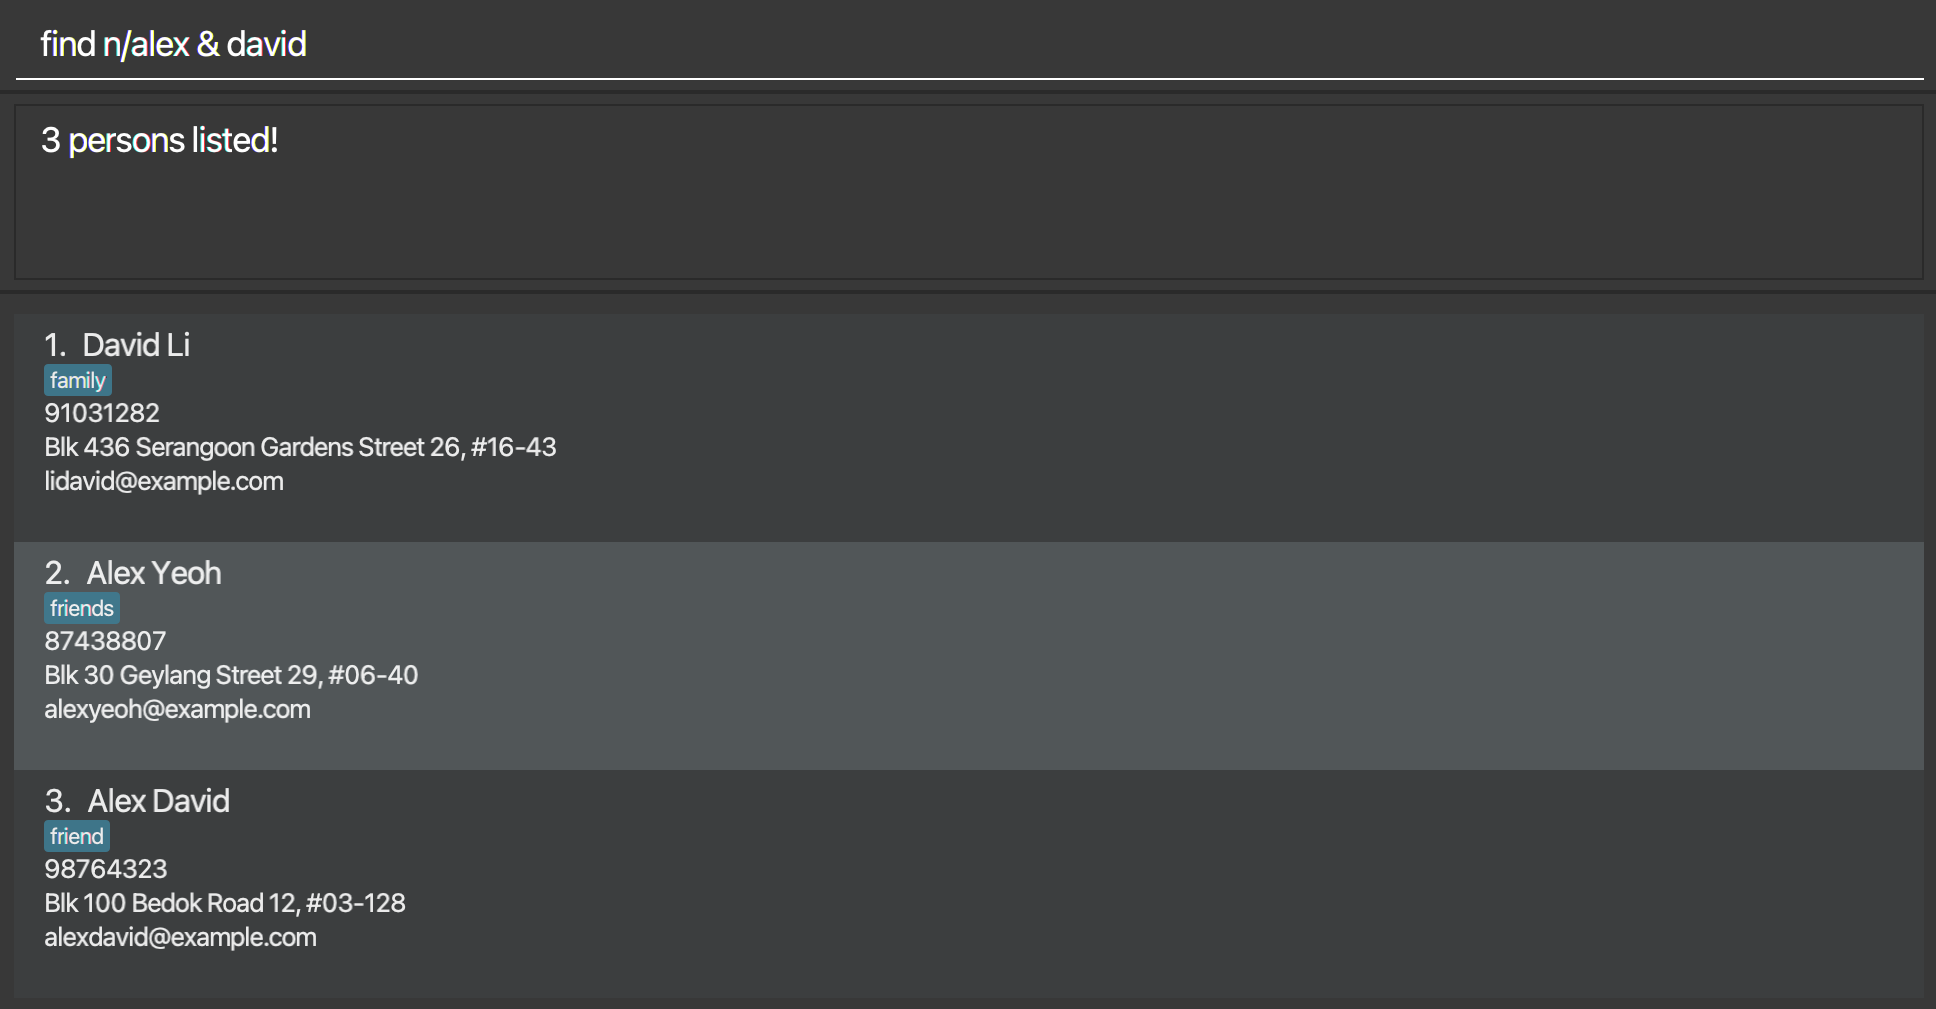 find n/alex & david
3 persons listed!
1. David Li
family
91031282
Blk 436 Serangoon Gardens Street 26, #16-43
lidavid@example.com
2. Alex Yeoh
friends
87438807
Blk 30 Geylang Street 29, #06-40
alexyeoh@example.com
3. Alex David
friend
98764323
Blk 100 Bedok Road 12, #03-128
alexdavid@example.com